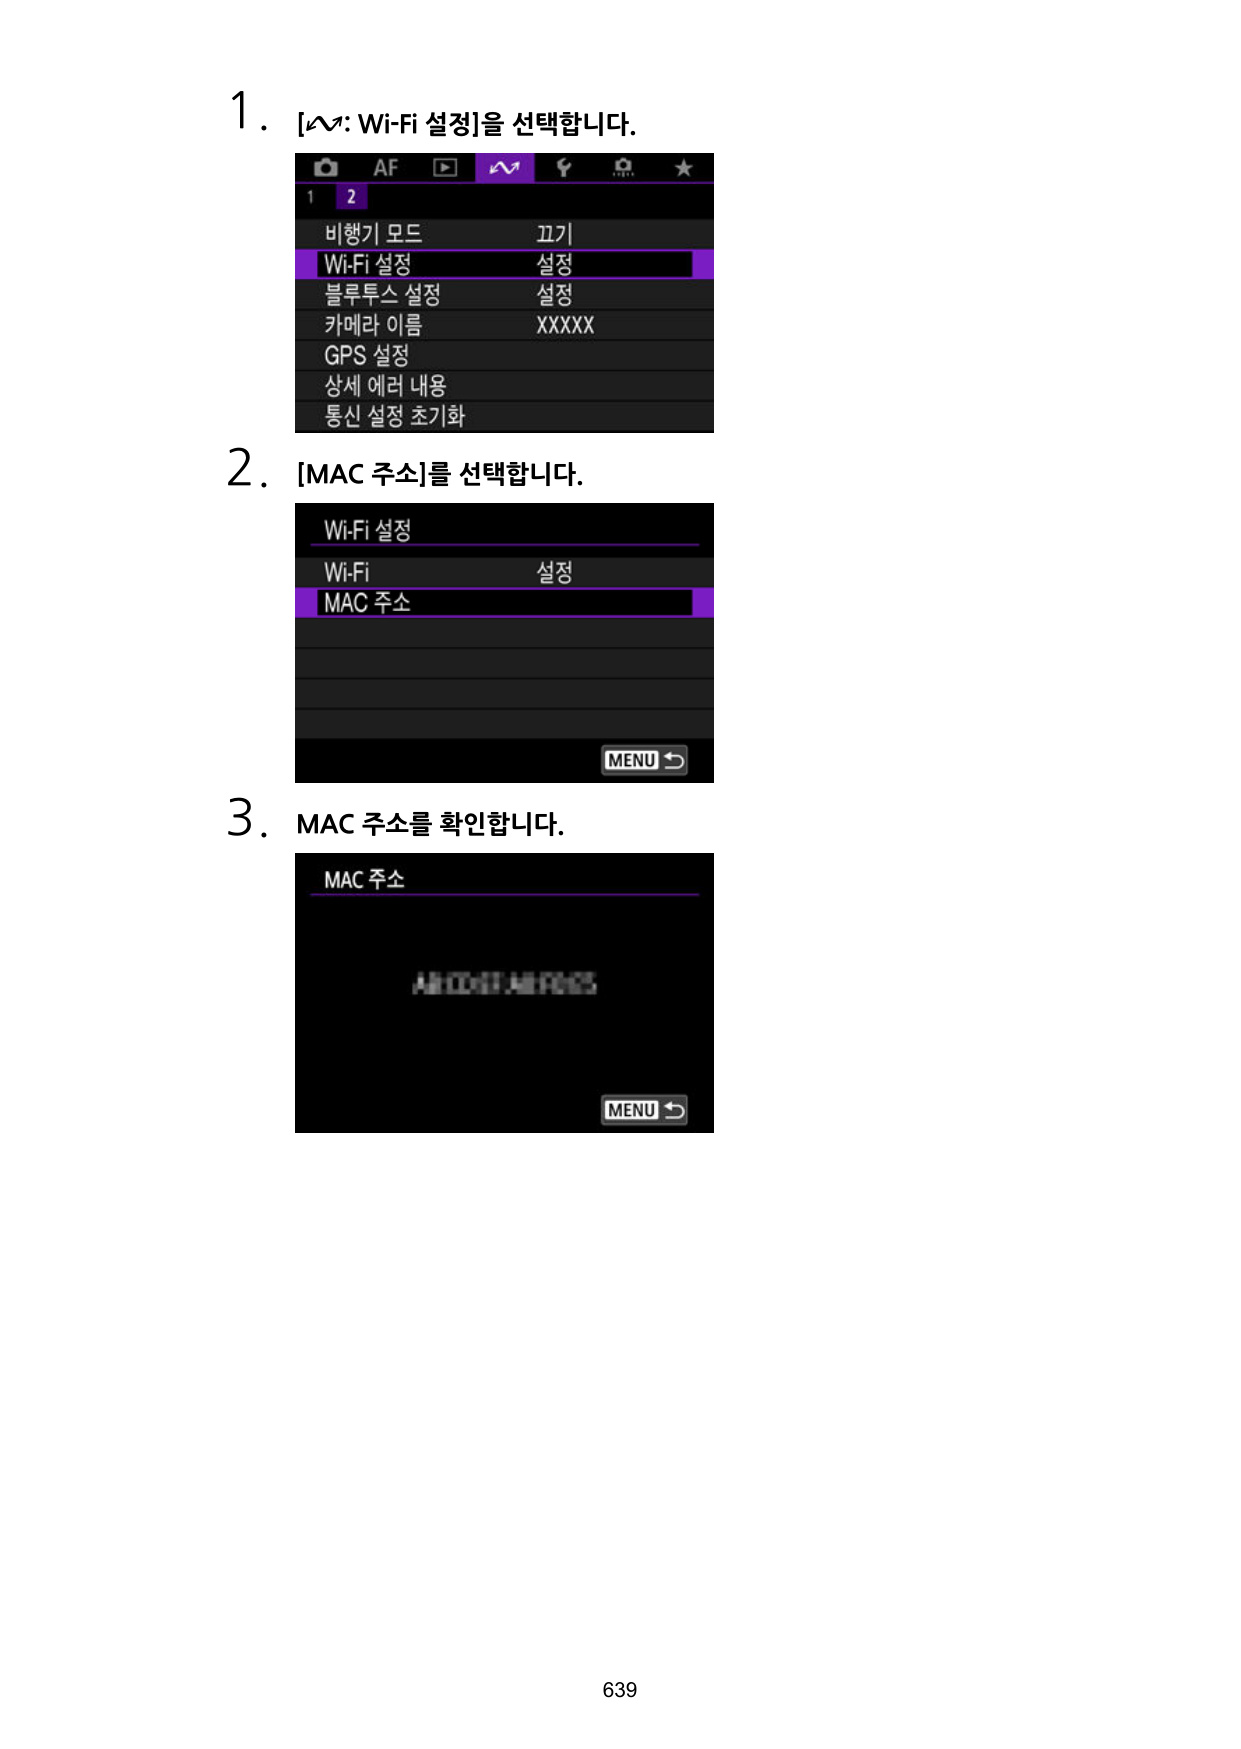 1. [: Wi-Fi 설정]을 선택합니다.
AF
1 2
비행기 모드 끄기
Wi-Fi 설정 설정
블루투스 설정 설정
카메라 이름 XXXXX
GPS 설정
상세 에러 내용
통신 설정 초기화
2. [MAC 주소]를 선택합니다.
Wi-Fi 설정
Wi-Fi 설정
MAC 주소
MENU
3. MAC 주소를 확인합니다.
MAC 주소
MENU
639